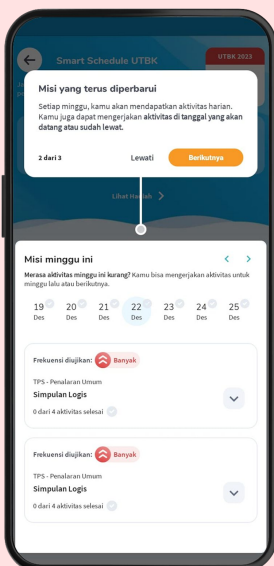 Smart Schedule UTBK
UTBK 2023
Misi yang terus diperbarui
Setiap minggu, kamu akan mendapatkan aktivitas harian.
Kamu juga dapat mengerjakan aktivitas di tanggal yang akan
datang atau sudah lewat.
2 dari 3
Lewati
Berikutnya
Lihat Hadiah
Misi minggu ini
Merasa aktivitas minggu ini kurang? Kamu bisa mengerjakan aktivitas untuk
minggu lalu atau berikutnya.
19 20 21 22 23 24 25
Des Des Des Des Des Des Des
Frekuensi diujikan: Banyak
TPS - Penalaran Umum
Simpulan Logis
0 dari 4 aktivitas selesai
Frekuensi diujikan: Banyak
TPS - Penalaran Umum
Simpulan Logis
0 dari 4 aktivitas selesai